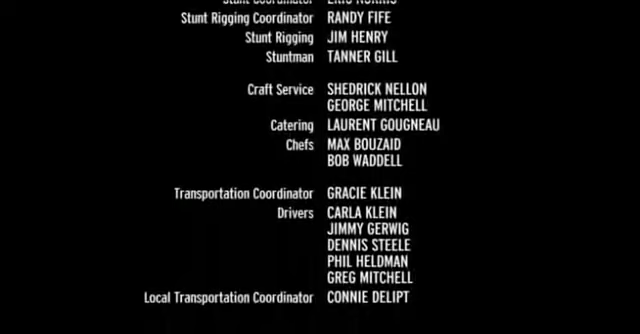 Stunt Coordinator ERIC NORRIS
Stunt Rigging Coordinator RANDY FIFE
Stunt Rigging JIM HENRY
Stuntman TANNER GILL
Craft Service SHEDRICK NELLON
GEORGE MITCHELL
Catering LAURENT GOUGNEAU
Chefs MAX BOUZAID
BOB WADDELL
Transportation Coordinator GRACIE KLEIN
Drivers CARLA KLEIN
JIMMY GERWIG
DENNIS STEELE
PHIL HELDMAN
GREG MITCHELL
Local Transportation Coordinator CONNIE DELIPT